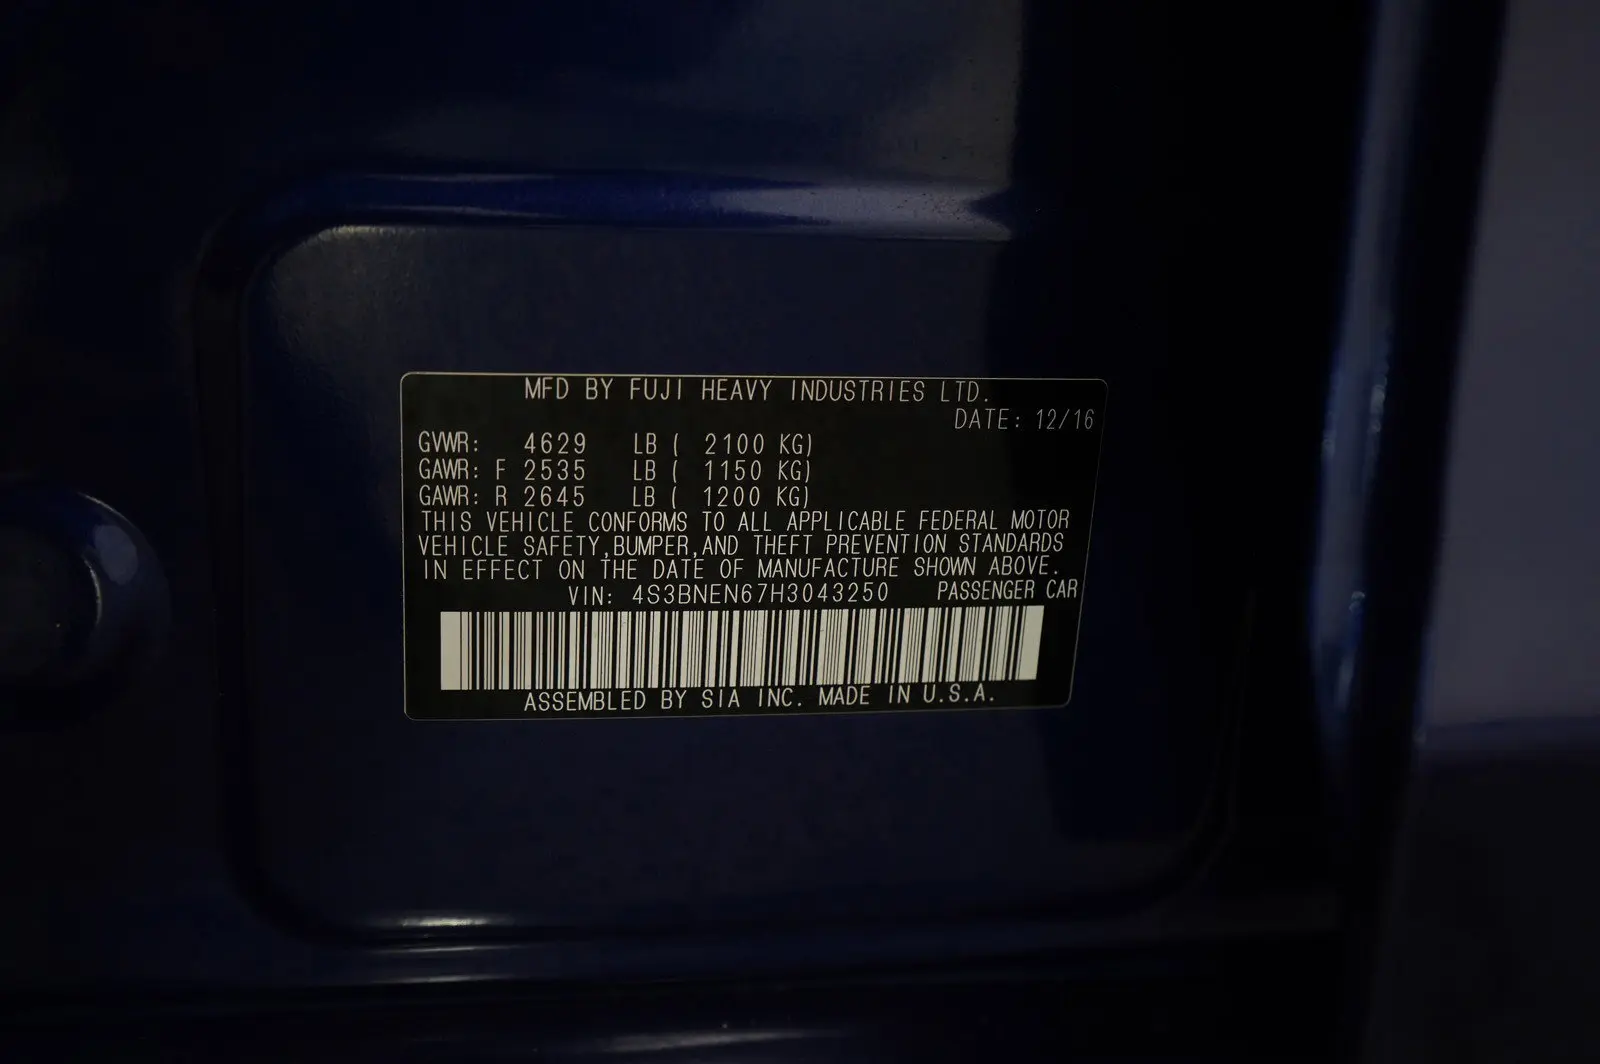 MFD BY FUJI HEAVY INDUSTRIES LTD.
DATE: 12/16
GVWR: 4629 LB ( 2100 KG)
GAWR: F 2535 LB ( 1150 KG)
GAWR: R 2645 LB ( 1200 KG)
THIS VEHICLE CONFORMS TO ALL APPLICABLE FEDERAL MOTOR
VEHICLE SAFETY,BUMPER,AND THEFT PREVENTION STANDARDS
IN EFFECT ON THE DATE OF MANUFACTURE SHOWN ABOVE.
VIN: 4S3BNEN67H3043250 PASSENGER CAR
ASSEMBLED BY SIA INC. MADE IN U.S.A.